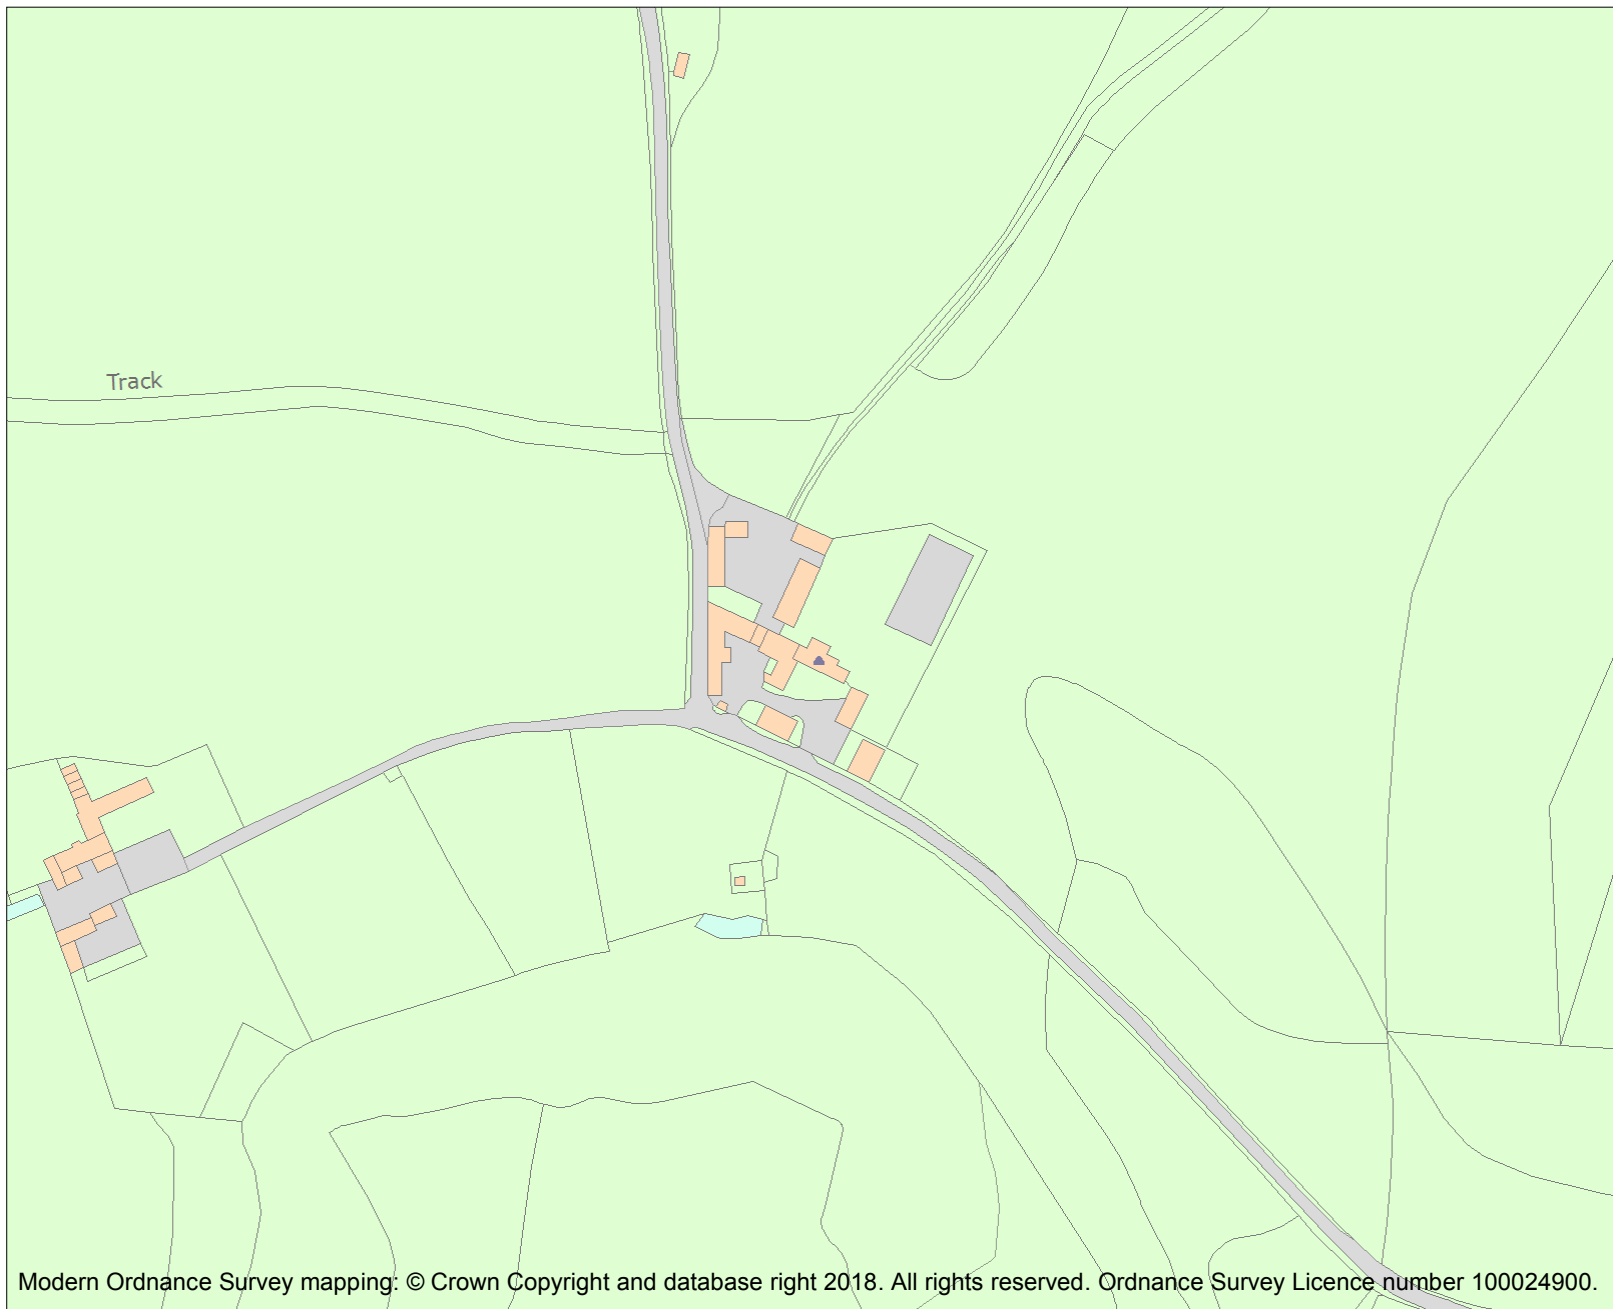 Track
Modern Ordnance Survey mapping: © Crown Copyright and database right 2018. All rights reserved. Ordnance Survey Licence number 100024900.